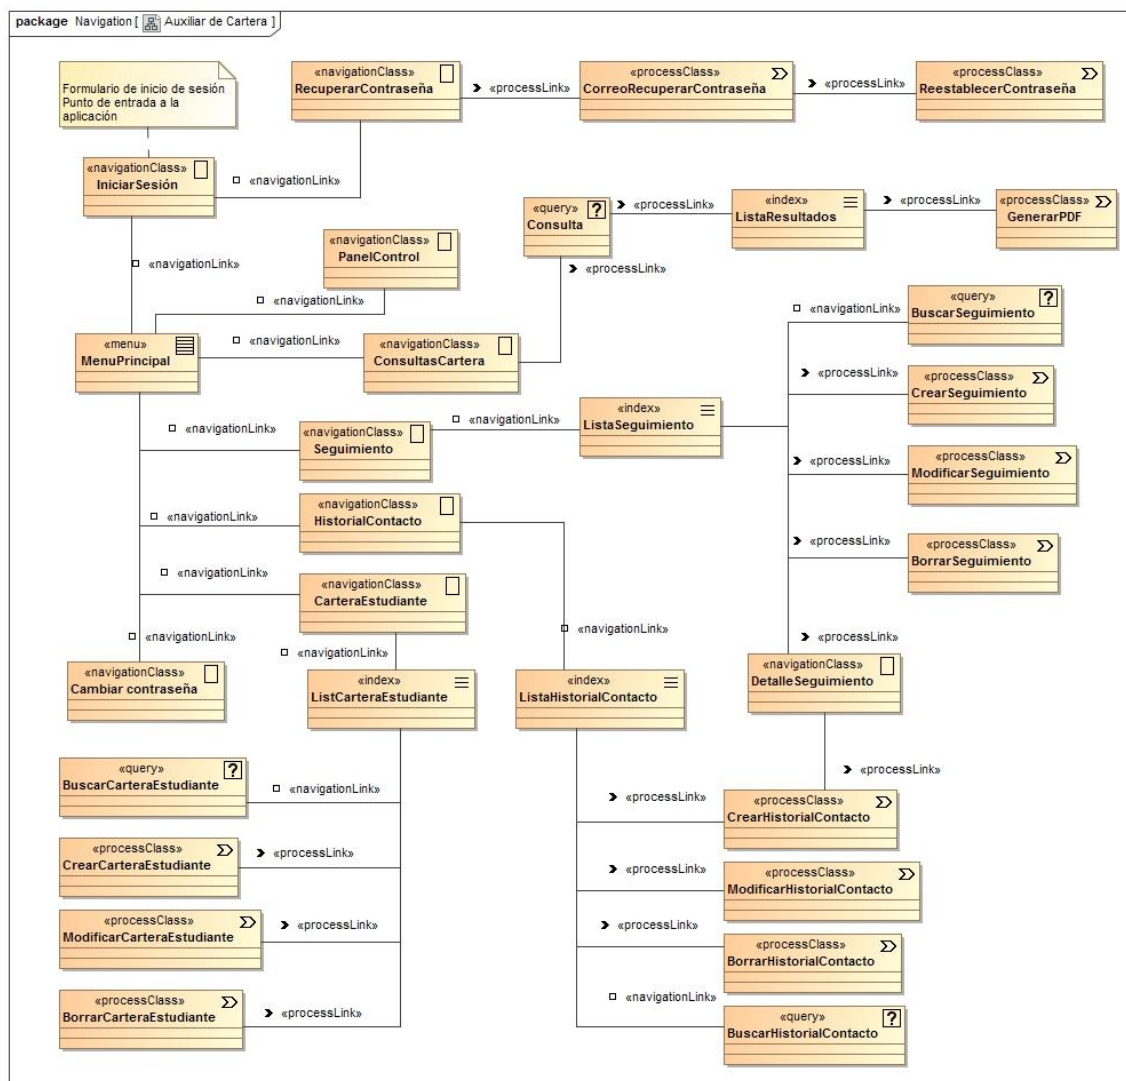 package Navigation [ Auxiliar de Cartera ]
Formulario de inicio de sesión
Punto de entrada a la
aplicación
«navigationClass»
RecuperarContraseña
«processLink»
«processClass»
CorreoRecuperarContraseña
«processLink»
«processClass»
ReestablecerContraseña
«navigationClass»
IniciarSesión
«navigationLink»
«query»
Consulta
«processLink»
«index»
ListaResultados
«processLink»
«processClass»
GenerarPDF
«navigationLink»
«navigationClass»
PanelControl
«processLink»
«navigationLink»
«menu»
MenuPrincipal
«navigationLink»
«navigationClass»
ConsultasCartera
«navigationLink»
«query»
BuscarSeguimiento
«processLink»
«processClass»
CrearSeguimiento
«navigationLink»
«navigationClass»
Seguimiento
«navigationLink»
«index»
ListaSeguimiento
«processLink»
«processClass»
ModificarSeguimiento
«navigationLink»
«navigationClass»
HistorialContacto
«processLink»
«processClass»
BorrarSeguimiento
«navigationLink»
«navigationClass»
CarteraEstudiante
«navigationLink»
«navigationLink»
«navigationLink»
«processLink»
«navigationClass»
Cambiar contraseña
«index»
ListCarteraEstudiante
«index»
ListaHistorialContacto
«navigationClass»
DetalleSeguimiento
«query»
BuscarCarteraEstudiante
«navigationLink»
«processLink»
«processLink»
«processClass»
CrearHistorialContacto
«processClass»
CrearCarteraEstudiante
«processLink»
«processLink»
«processClass»
ModificarHistorialContacto
«processClass»
ModificarCarteraEstudiante
«processLink»
«processLink»
«processClass»
BorrarHistorialContacto
«processClass»
BorrarCarteraEstudiante
«processLink»
«navigationLink»
«query»
BuscarHistorialContacto